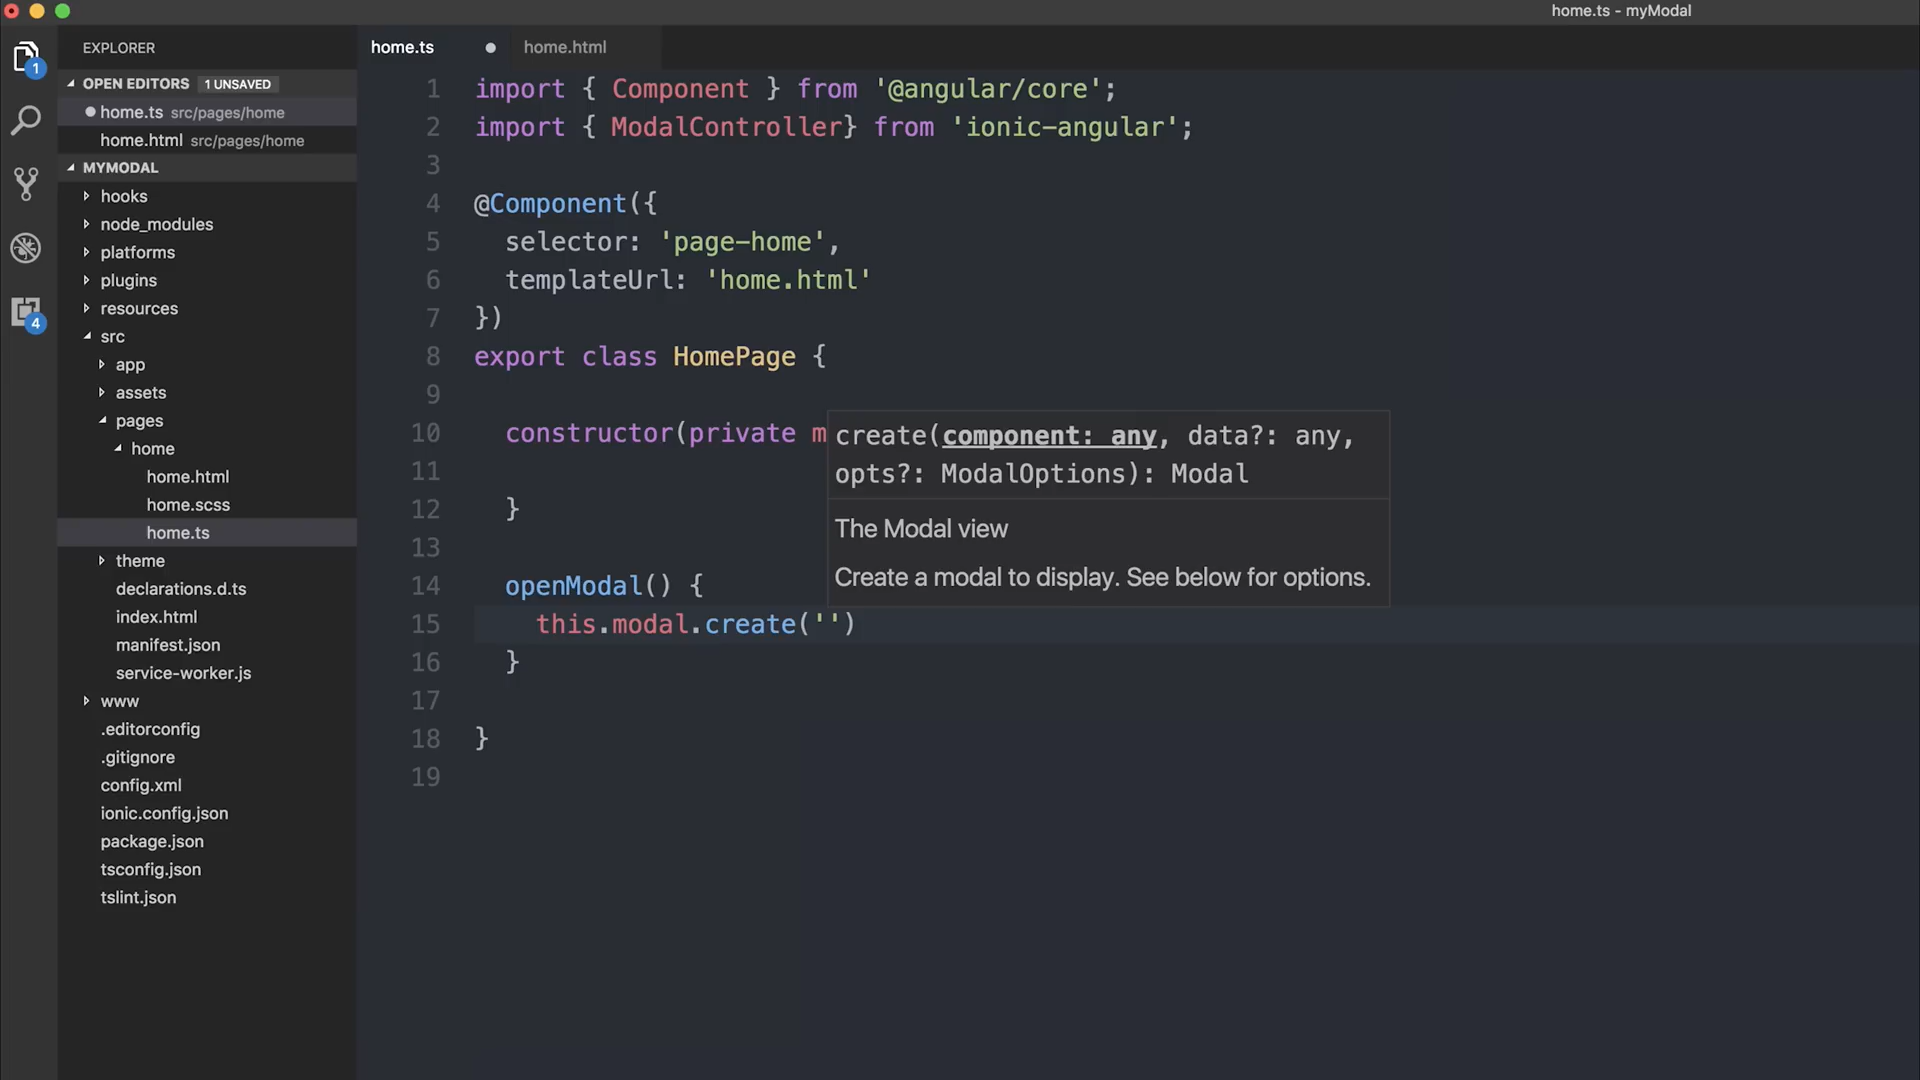 home.ts - myModal
EXPLORER
OPEN EDITORS 1 UNSAVED
home.ts src/pages/home
home.html src/pages/home
MYMODAL
hooks
node_modules
platforms
plugins
resources
src
app
assets
pages
home
home.html
home.scss
home.ts
theme
declarations.d.ts
index.html
manifest.json
service-worker.js
www
.editorconfig
.gitignore
config.xml
ionic.config.json
package.json
tsconfig.json
tslint.json
1
4
home.ts home.html
1 import { Component } from '@angular/core';
2 import { ModalController} from 'ionic-angular';
3
4 @Component({
5 selector: 'page-home',
6 templateUrl: 'home.html'
7 })
8 export class HomePage {
9
10 constructor(private m
11
12 }
13
14 openModal() {
15 this.modal.create('')
16 }
17
18 }
19
create(component: any, data?: any,
opts?: ModalOptions): Modal
The Modal view
Create a modal to display. See below for options.